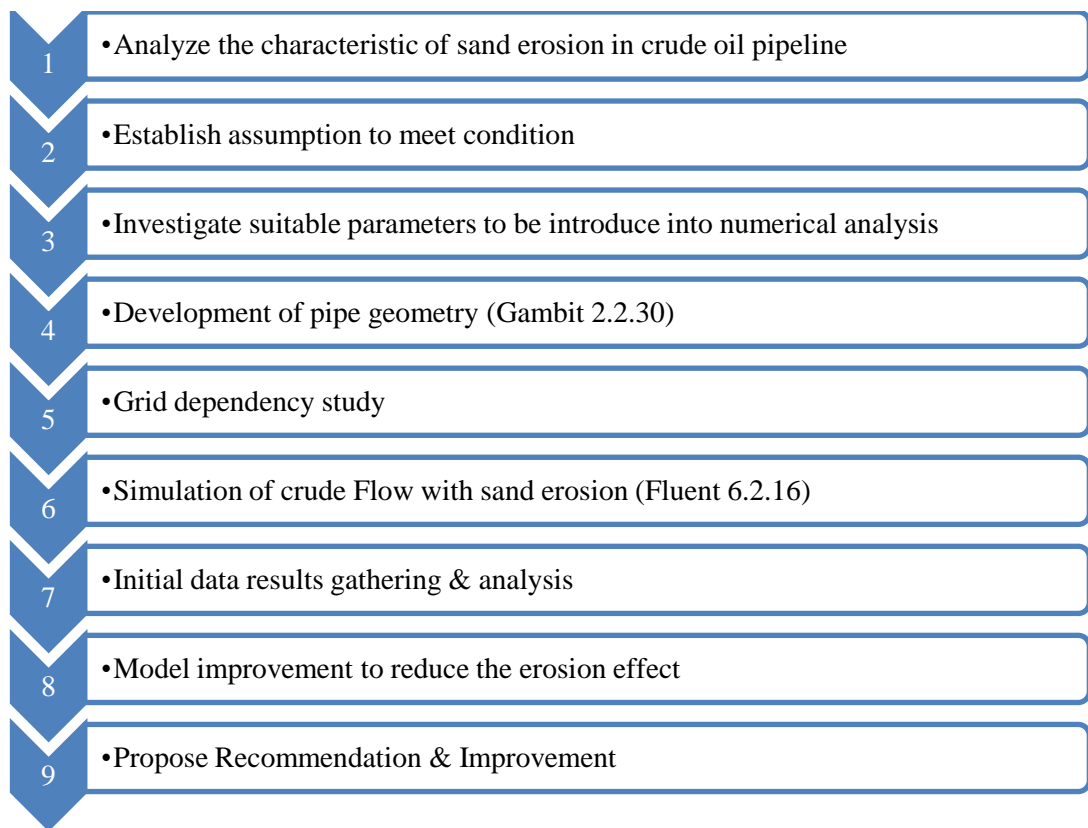 1 •Analyze the characteristic of sand erosion in crude oil pipeline
2 •Establish assumption to meet condition
3 •Investigate suitable parameters to be introduce into numerical analysis
4 •Development of pipe geometry (Gambit 2.2.30)
5 •Grid dependency study
6 •Simulation of crude Flow with sand erosion (Fluent 6.2.16)
7 •Initial data results gathering & analysis
8 •Model improvement to reduce the erosion effect
9 •Propose Recommendation & Improvement